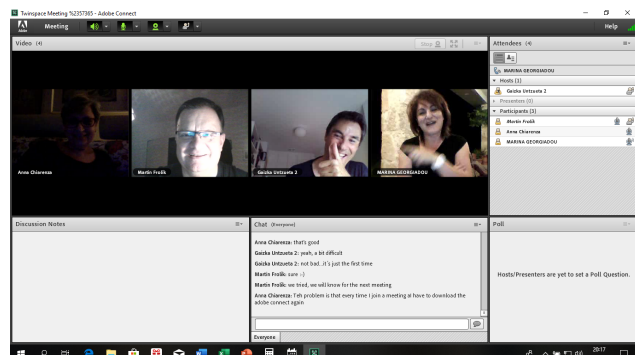 Twinspace Meeting %2357365 - Adobe Connect
Adobe
Meeting
Help
Video (4)
Stop
Anna Chiarenza
Martin Frolík
Gaizka Untzueta 2
MARINA GEORGIADOU
Attendees (4)
MARINA GEORGIADOU
Hosts (1)
Gaizka Untzueta 2
Presenters (0)
Participants (3)
Martin Frolík
Anna Chiarenza
MARINA GEORGIADOU
Discussion Notes
Chat (Everyone)
Anna Chiarenza: that's good
Gaizka Untzueta 2: yeah, a bit difficult
Gaizka Untzueta 2: not bad...it's just the first time
Martin Frolík: sure :-)
Martin Frolík: we tried, we will know for the next meeting
Anna Chiarenza: Teh problem is that every time I join a meeting aI have to download the
adobe connect again
Everyone
Poll
Hosts/Presenters are yet to set a Poll Question.
20:17